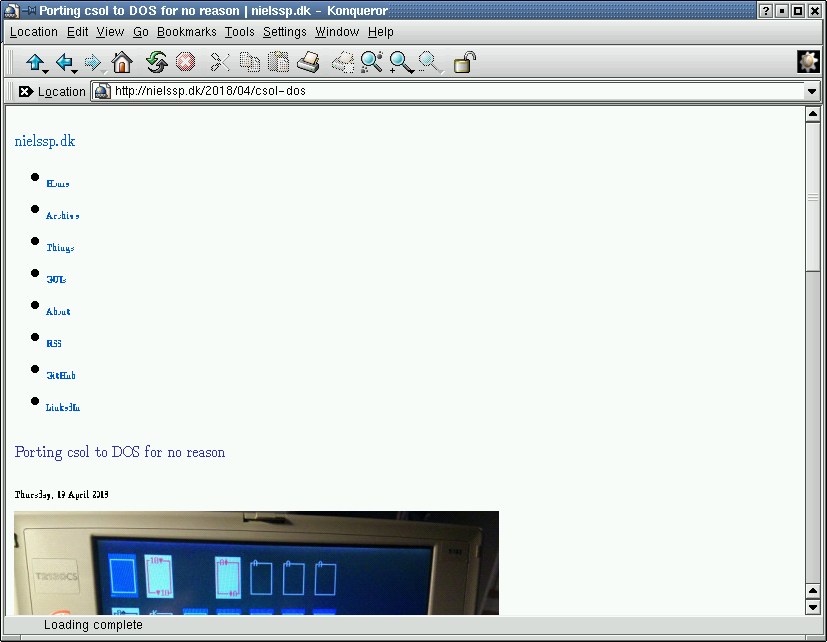 Porting csol to DOS for no reason | nielssp.dk - Konqueror
Location Edit View Go Bookmarks Tools Settings Window Help
Location http://nielssp.dk/2018/04/csol-dos
nielssp.dk
Home
Archive
Things
GUIs
About
RSS
GitHub
LinkedIn
Porting csol to DOS for no reason
Thursday, 19 April 2018
T2130CS
Loading complete